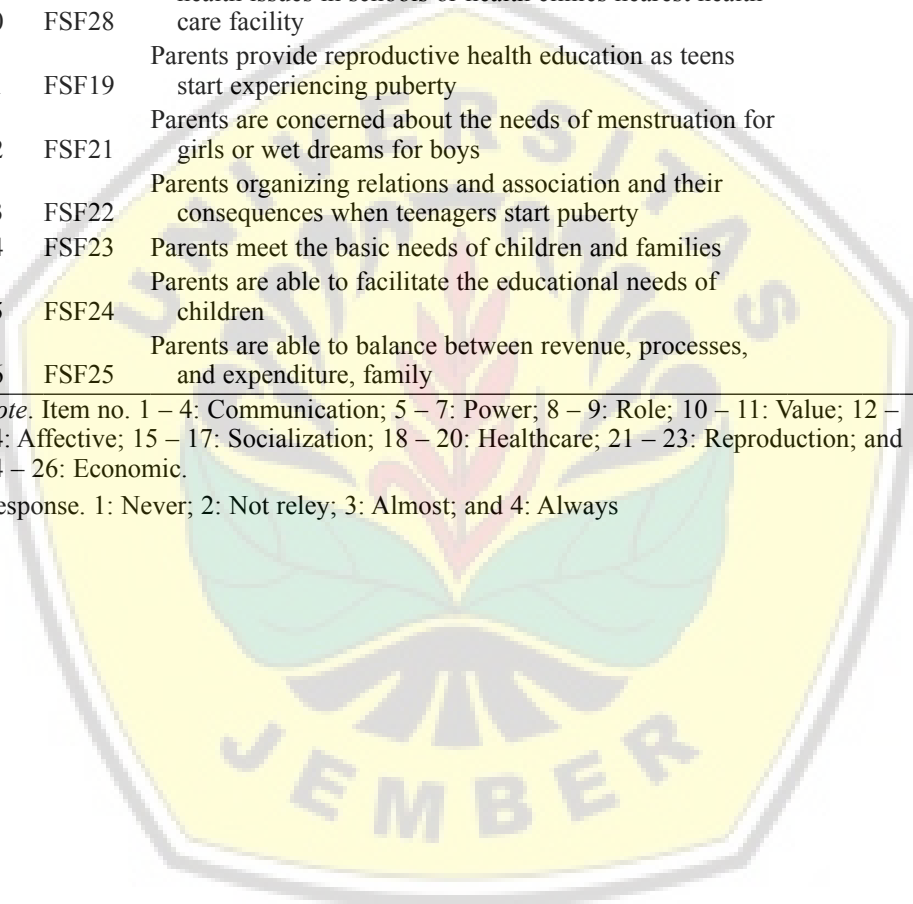 FSF28 care facility
Parents provide reproductive health education as teens
FSF19 start experiencing puberty
Parents are concerned about the needs of menstruation for
FSF21 girls or wet dreams for boys
Parents organizing relations and association and their
FSF22 consequences when teenagers start puberty
FSF23 Parents meet the basic needs of children and families
Parents are able to facilitate the educational needs of
FSF24 children
Parents are able to balance between revenue, processes,
FSF25 and expenditure, family
ote. Item no. 1 – 4: Communication; 5 – 7: Power; 8 – 9: Role; 10 – 11: Value; 12 –
: Affective; 15 – 17: Socialization; 18 – 20: Healthcare; 21 – 23: Reproduction; and
– 26: Economic.
esponse. 1: Never; 2: Not reley; 3: Almost; and 4: Always
UNIVERSITAS
JEMBER